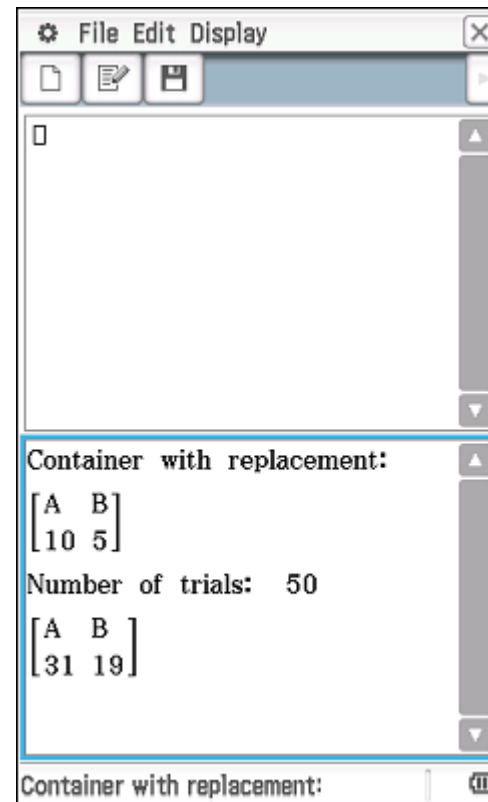 File Edit Display
Container with replacement:
A B
10 5
Number of trials: 50
A B
31 19
Container with replacement: